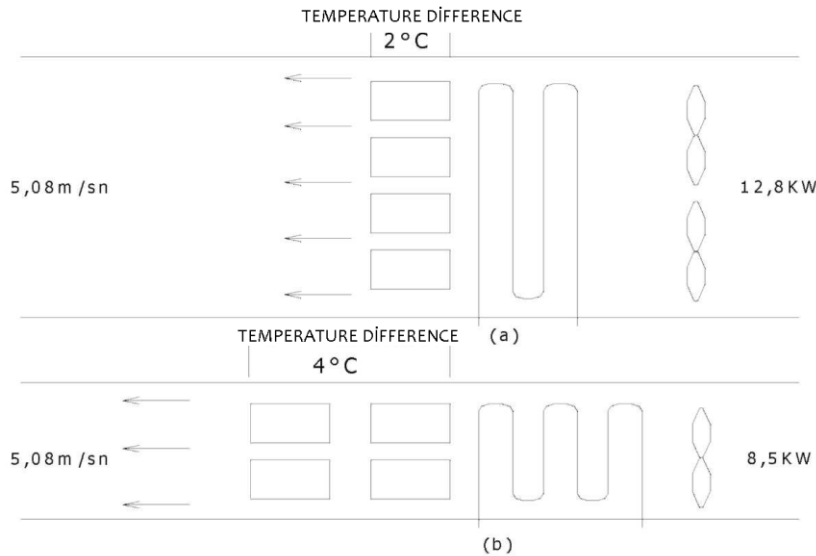 TEMPERATURE DİFFERENCE
2°C
5,08m/sn
12,8KW
(a)
TEMPERATURE DİFFERENCE
4°C
5,08m/sn
8,5KW
(b)